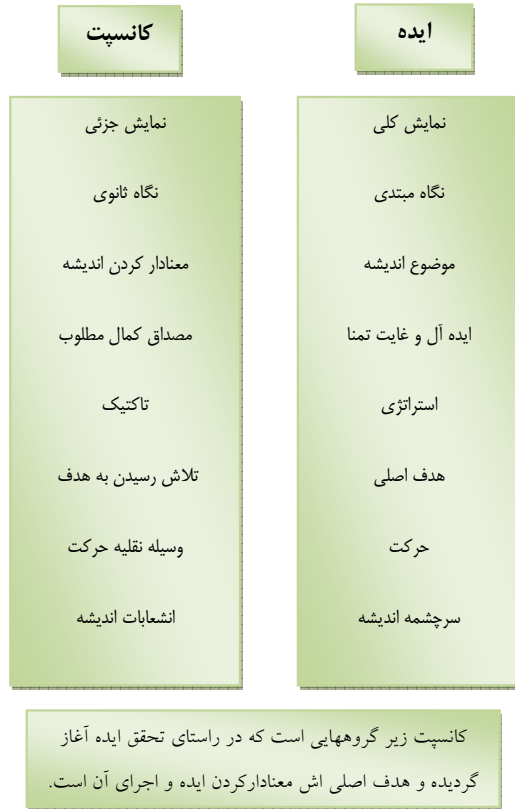 ایده
نمایش کلی
نگاه مبتدی
موضوع اندیشه
ایده آل و غایت تمنا
استراتژی
هدف اصلی
حرکت
سرچشمه اندیشه
کانسپت
نمایش جزئی
نگاه ثانوی
معنادار کردن اندیشه
مصداق کمال مطلوب
تاکتیک
تلاش رسیدن به هدف
وسیله نقلیه حرکت
انشعابات اندیشه
کانسپت زیر گروههایی است که در راستای تحقق ایده آغاز
گردیده و هدف اصلی اش معنادارکردن ایده و اجرای آن است.